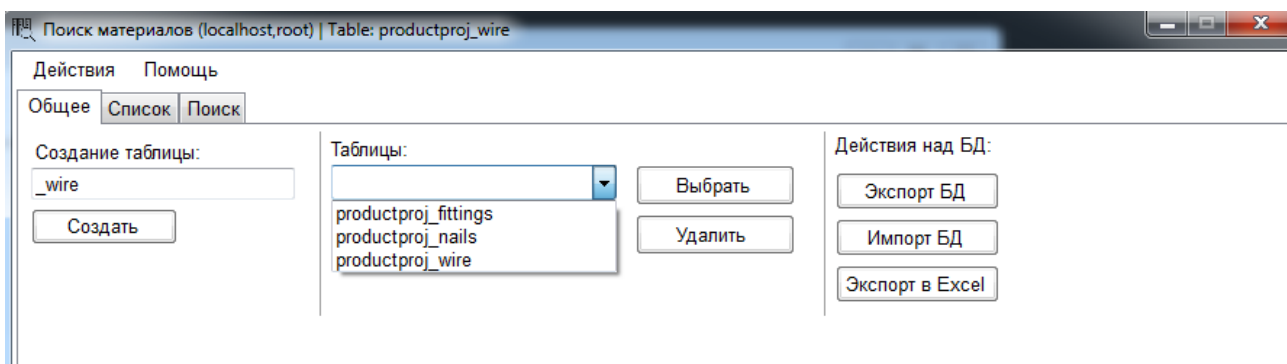 Поиск материалов (localhost,root) | Table: productproj_wire
Действия Помощь
Общее Список Поиск
Создание таблицы:
_wire
Создать
Таблицы:
productproj_fittings
productproj_nails
productproj_wire
Выбрать
Удалить
Действия над БД:
Экспорт БД
Импорт БД
Экспорт в Excel